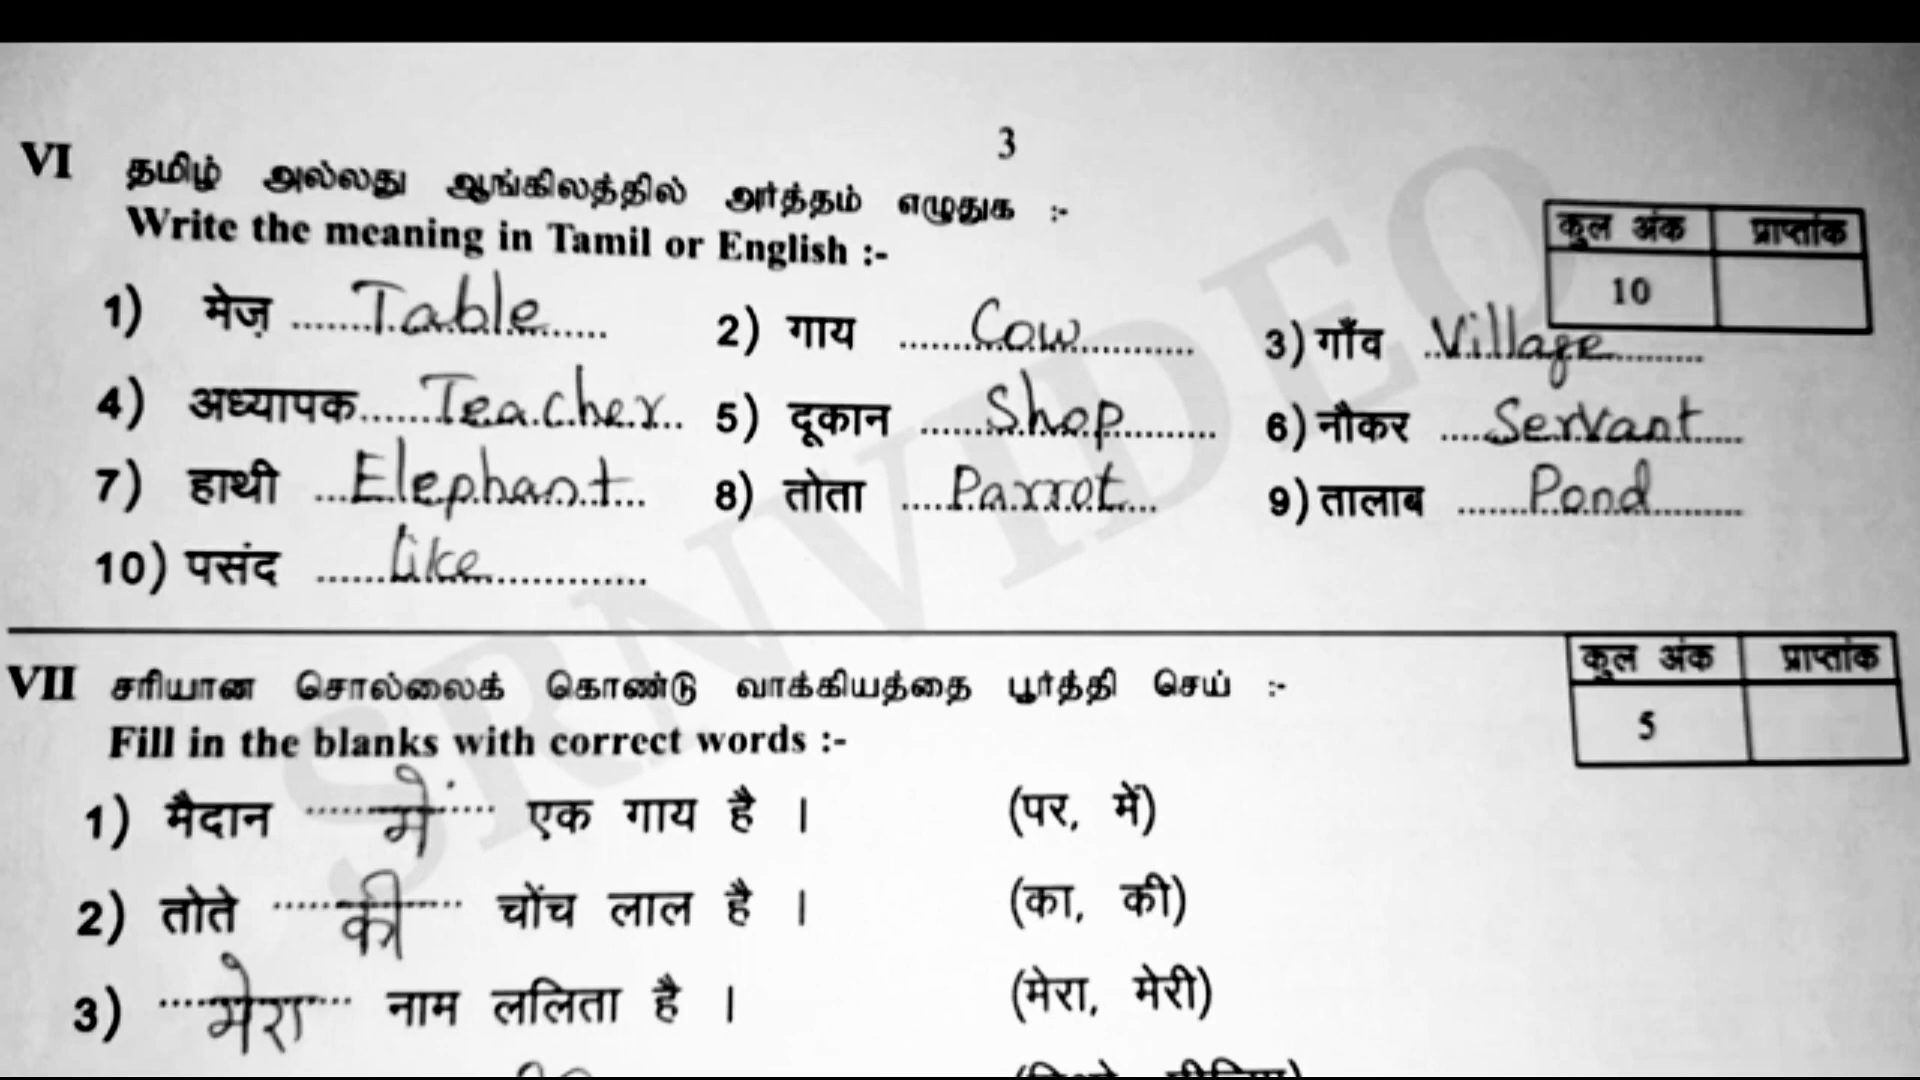 3
VI தமிழ் அல்லது ஆங்கிலத்தில் அர்த்தம் எழுதுக :-
Write the meaning in Tamil or English :-
कुल अंक प्राप्तांक
10
1) मेज़ Table 2) गाय Cow 3) गाँव Village
4) अध्यापक Teacher 5) दूकान Shop 6) नौकर Servant
7) हाथी Elephant 8) तोता Parrot 9) तालाब Pond
10) पसंद like
VII சரியான சொல்லைக் கொண்டு வாக்கியத்தை பூர்த்தி செய் :-
Fill in the blanks with correct words :-
कुल अंक प्राप्तांक
5
1) मैदान में एक गाय है । (पर, में)
2) तोते की चोंच लाल है । (का, की)
3) मेरा नाम ललिता है । (मेरा, मेरी)
SRNVIDEO